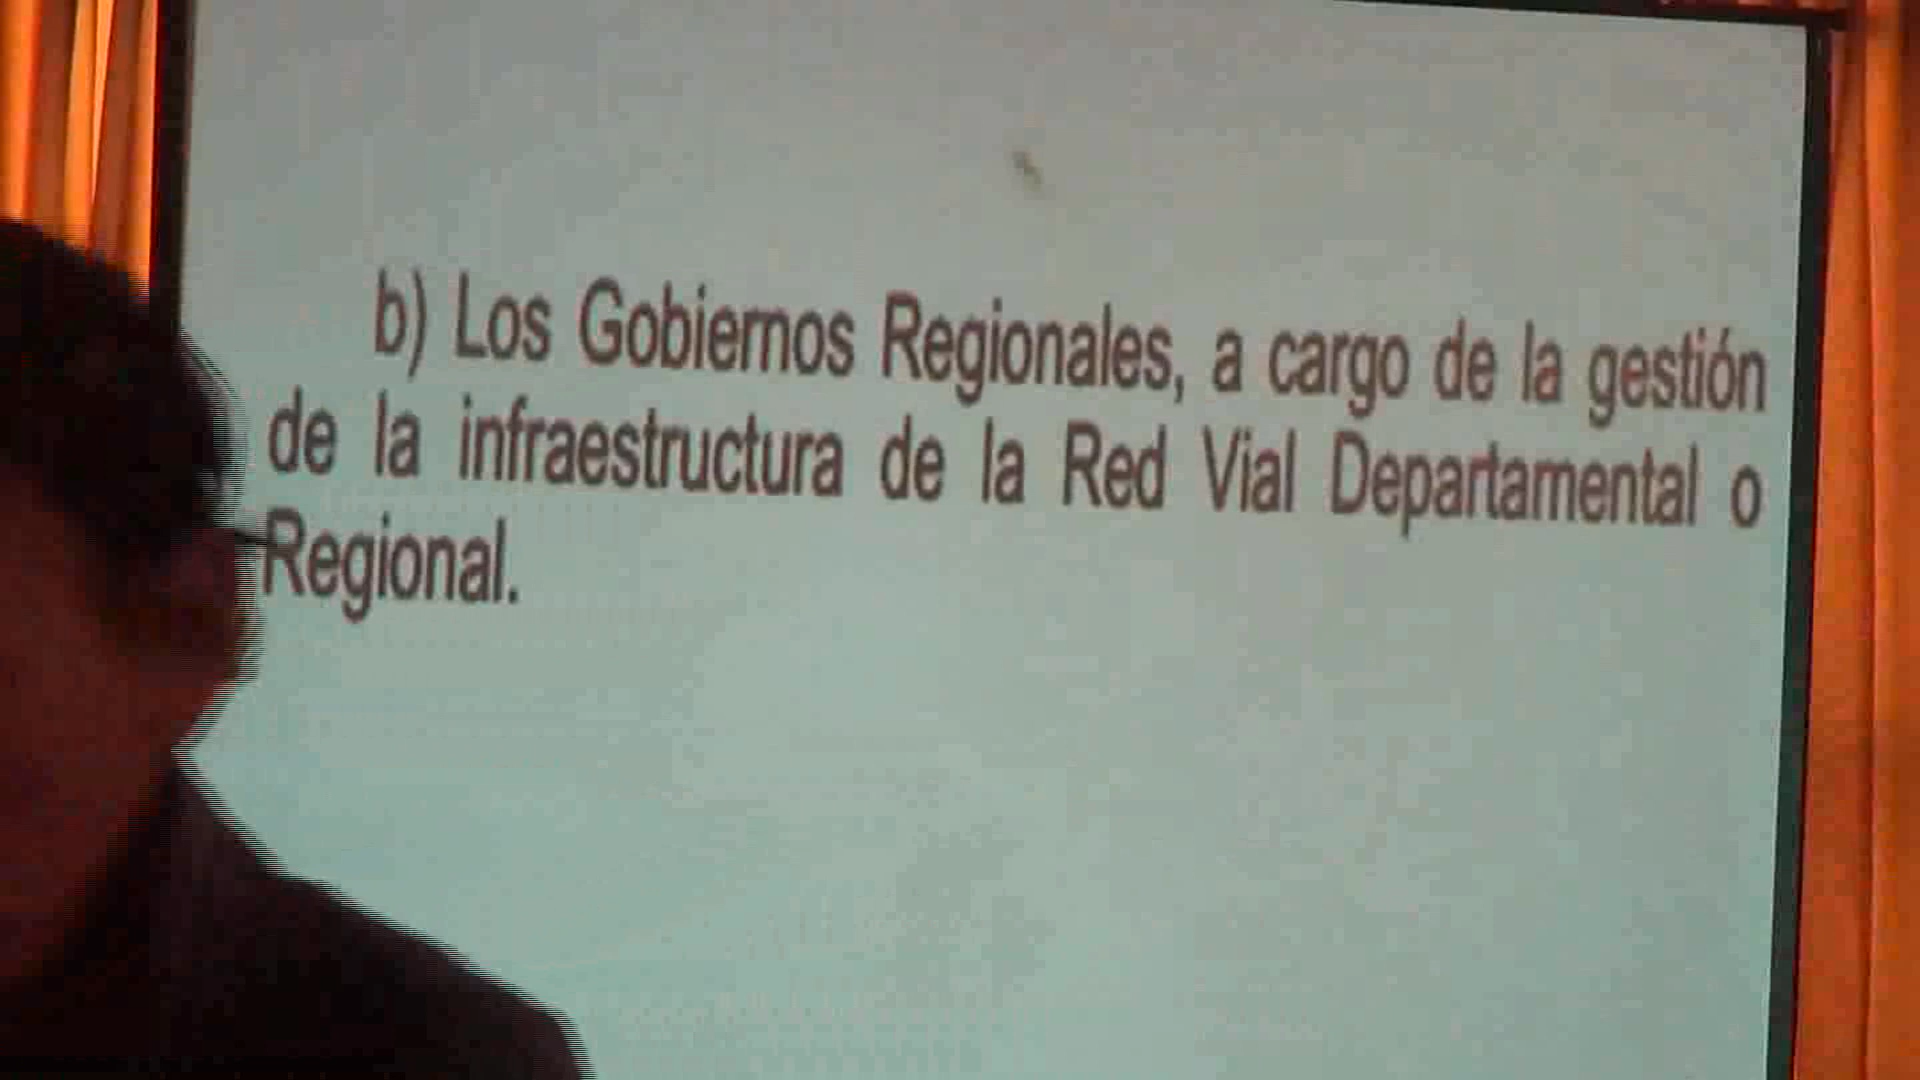 b) Los Gobiernos Regionales, a cargo de la gestión
de la infraestructura de la Red Vial Departamental o
Regional.